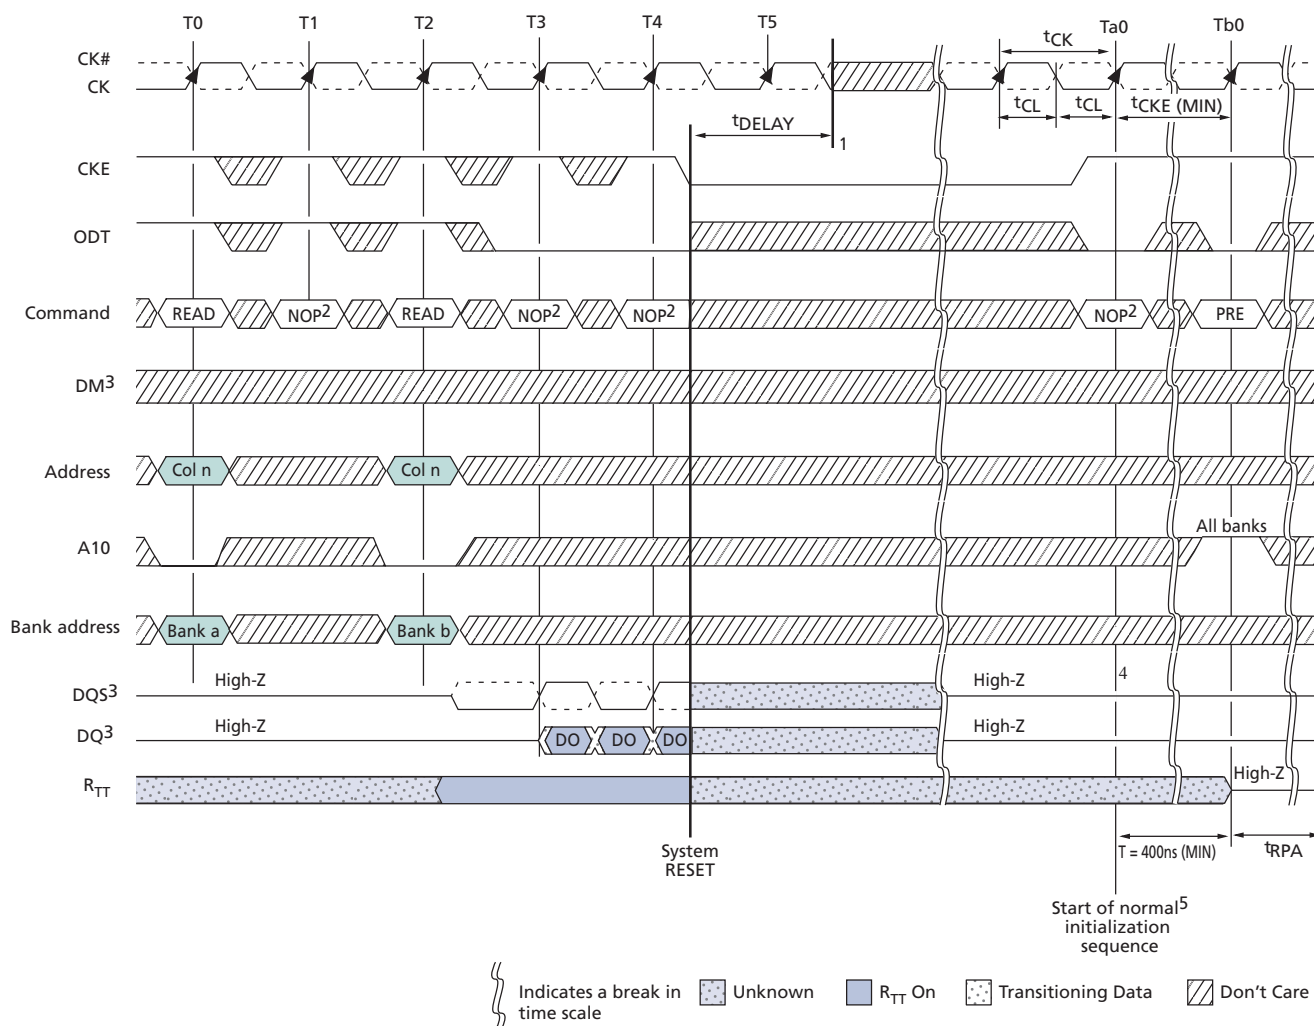 T0 T1 T2 T3 T4 T5 Ta0 Tb0
CK#
CK
tCK
tCL tCL tCKE (MIN)
tDELAY
1
CKE
ODT
Command READ NOP2 READ NOP2 NOP2 NOP2 PRE
DM3
Address Col n Col n
All banks
A10
Bank address Bank a Bank b
DQS3 High-Z High-Z 4
DQ3 High-Z DO DO DO High-Z
RTT High-Z
System
RESET
T = 400ns (MIN) tRPA
Start of normal5
initialization
sequence
Indicates a break in
time scale
Unknown
RTT On
Transitioning Data
Don't Care